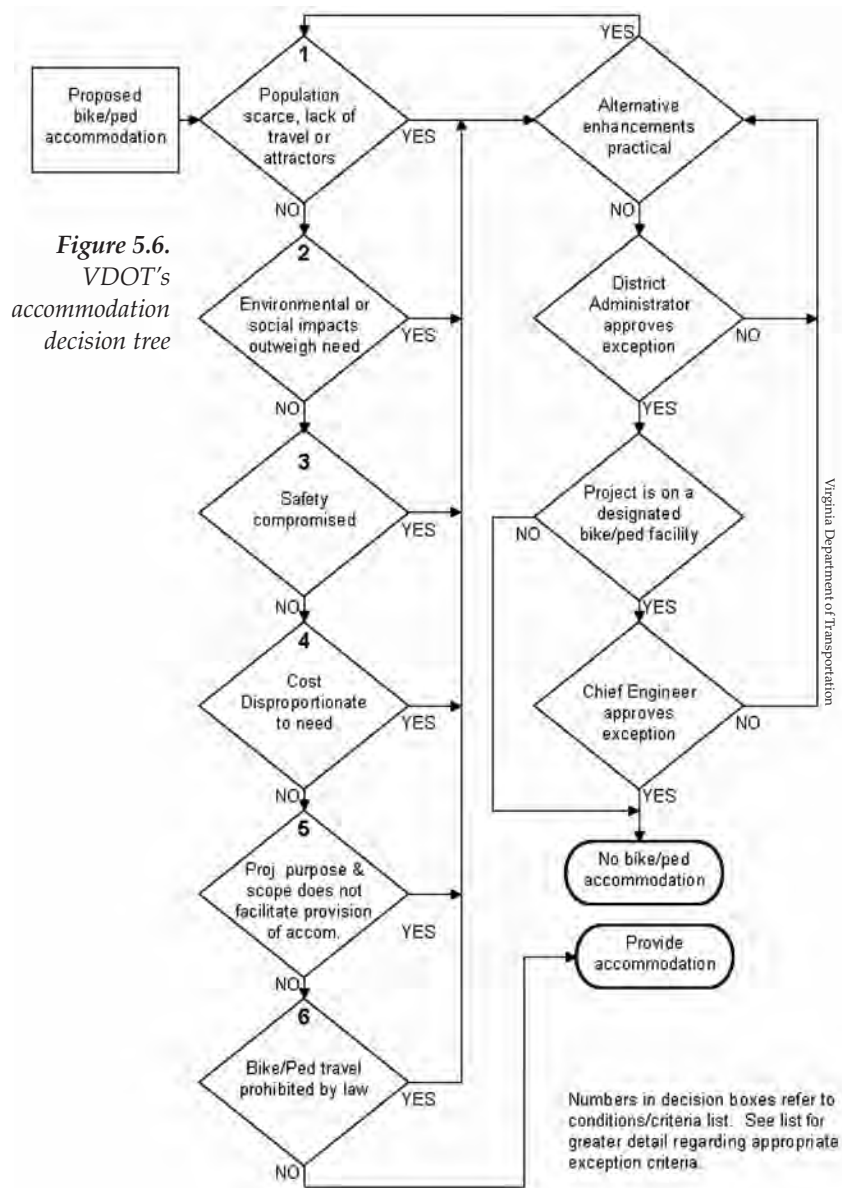 YES
1
Proposed
bike/ped
accommodation
Population
scarce, lack of
travel or
attractors
YES
Alternative
enhancements
practical
NO
NO
Figure 5.6.
VDOT's
accommodation
decision tree
2
Environmental or
social impacts
outweigh need
YES
District
Administrator
approves
exception
NO
NO
YES
3
Safety
compromised
YES
Project is on a
designated
bike/ped facility
NO
NO
YES
4
Cost
Disproportionate
to need
YES
Chief Engineer
approves
exception
NO
NO
YES
5
Proj. purpose &
scope does not
facilitate provision
of accom.
YES
No bike/ped
accommodation
Provide
accommodation
NO
6
Bike/Ped travel
prohibited by law
YES
NO
Numbers in decision boxes refer to
conditions/criteria list. See list for
greater detail regarding appropriate
exception criteria.
Virginia Department of Transportation